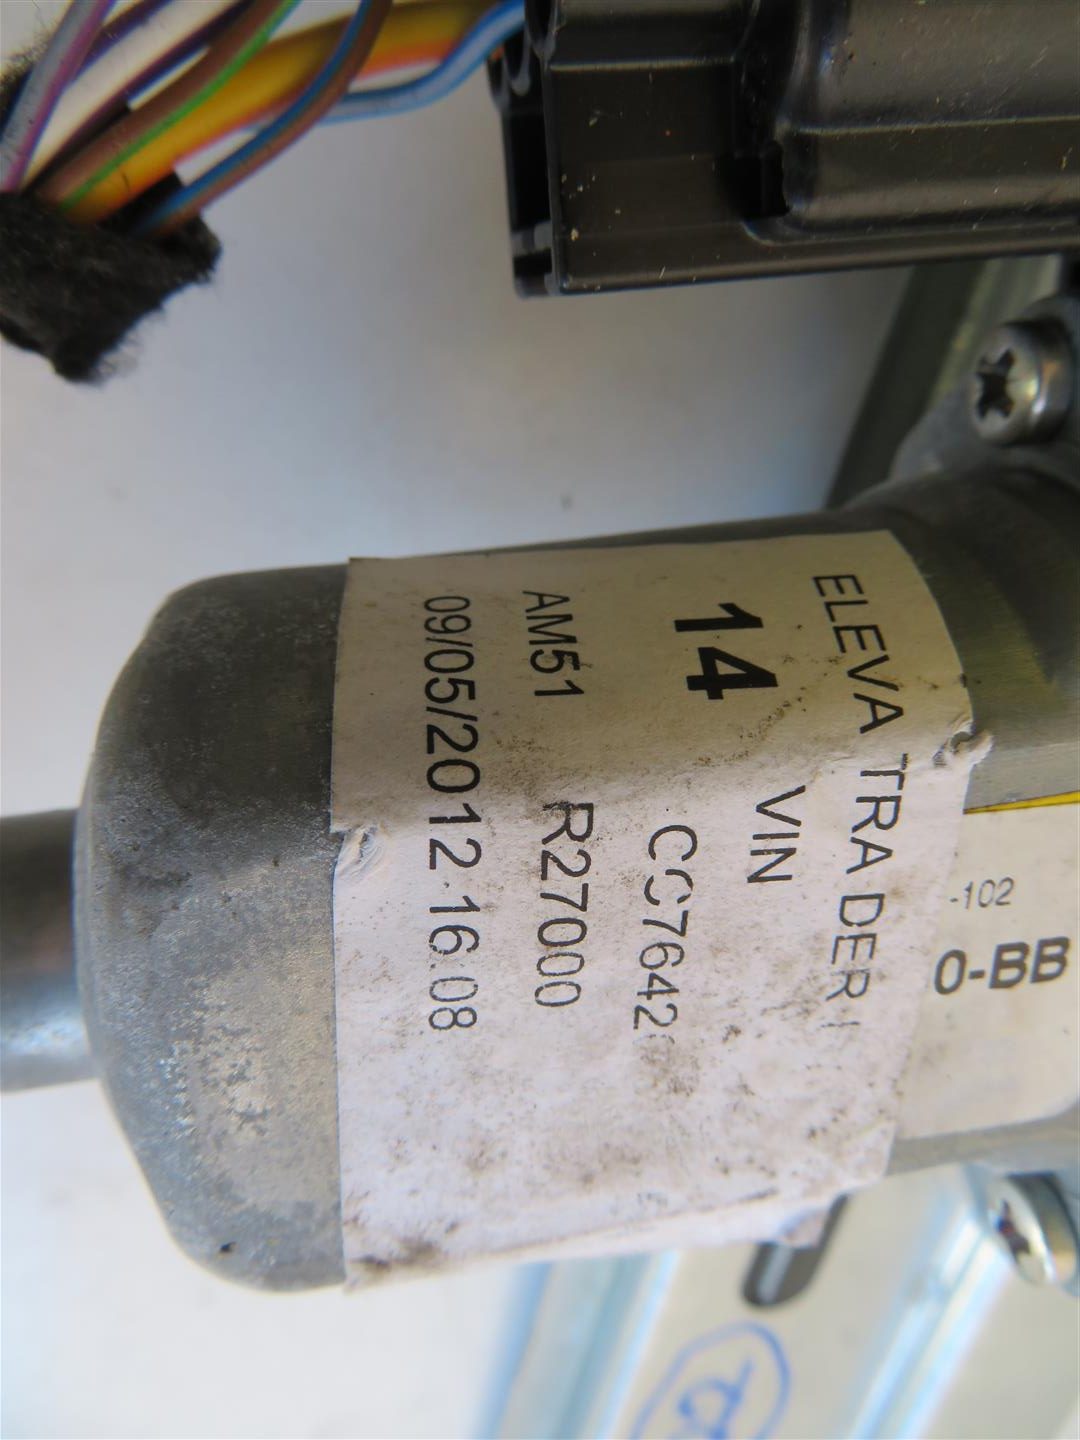 ELEVA TRA DER
14 VIN
CC7642
AM51 R27000
09/05/2012 16:08
-102
0-BB